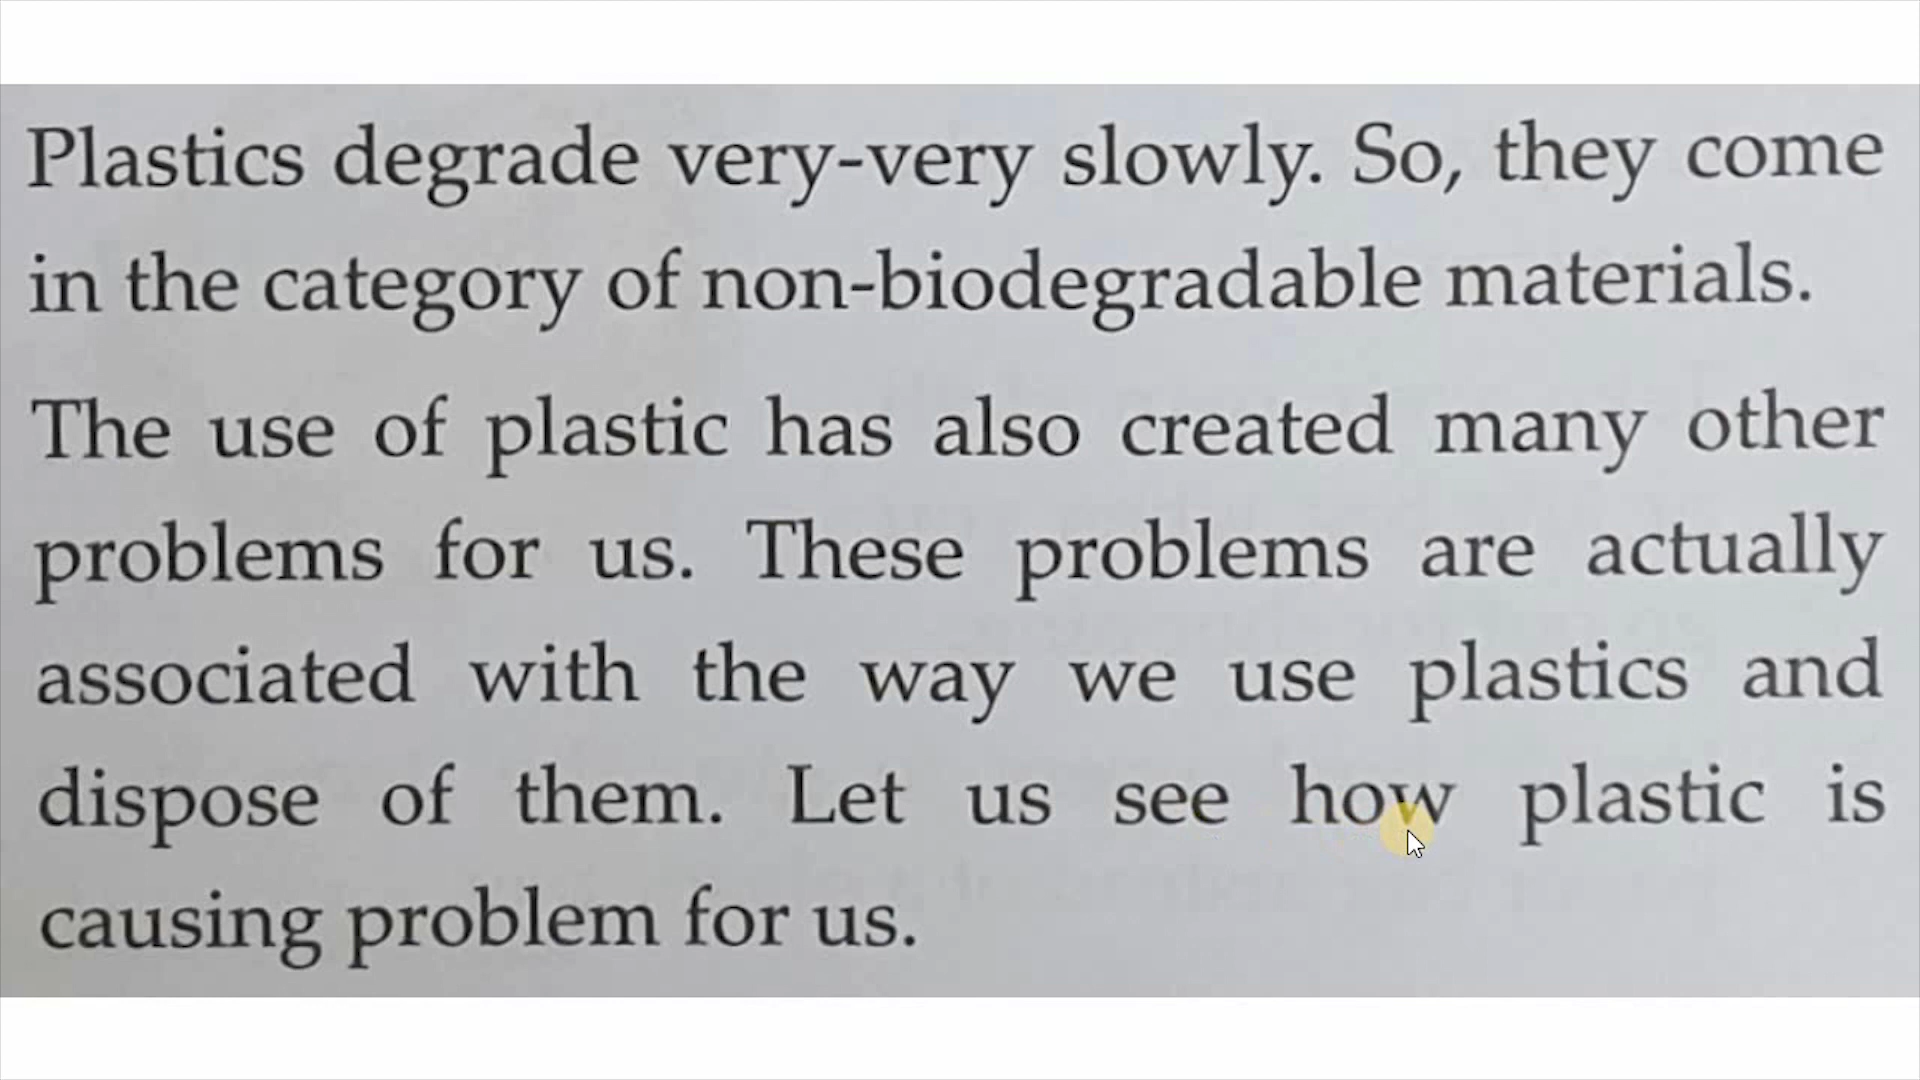 Plastics degrade very-very slowly. So, they come
in the category of non-biodegradable materials.
The use of plastic has also created many other
problems for us. These problems are actually
associated with the way we use plastics and
dispose of them. Let us see how plastic is
causing problem for us.